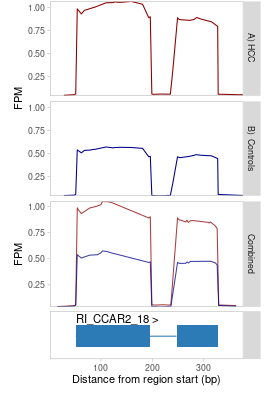 1.00
0.75
0.50
0.25
A) HCC
FPM
1.00
0.75
0.50
0.25
B) Controls
1.00
0.75
0.50
0.25
Combined
FPM
RI_CCAR2_18 >
100
200
300
Distance from region start (bp)